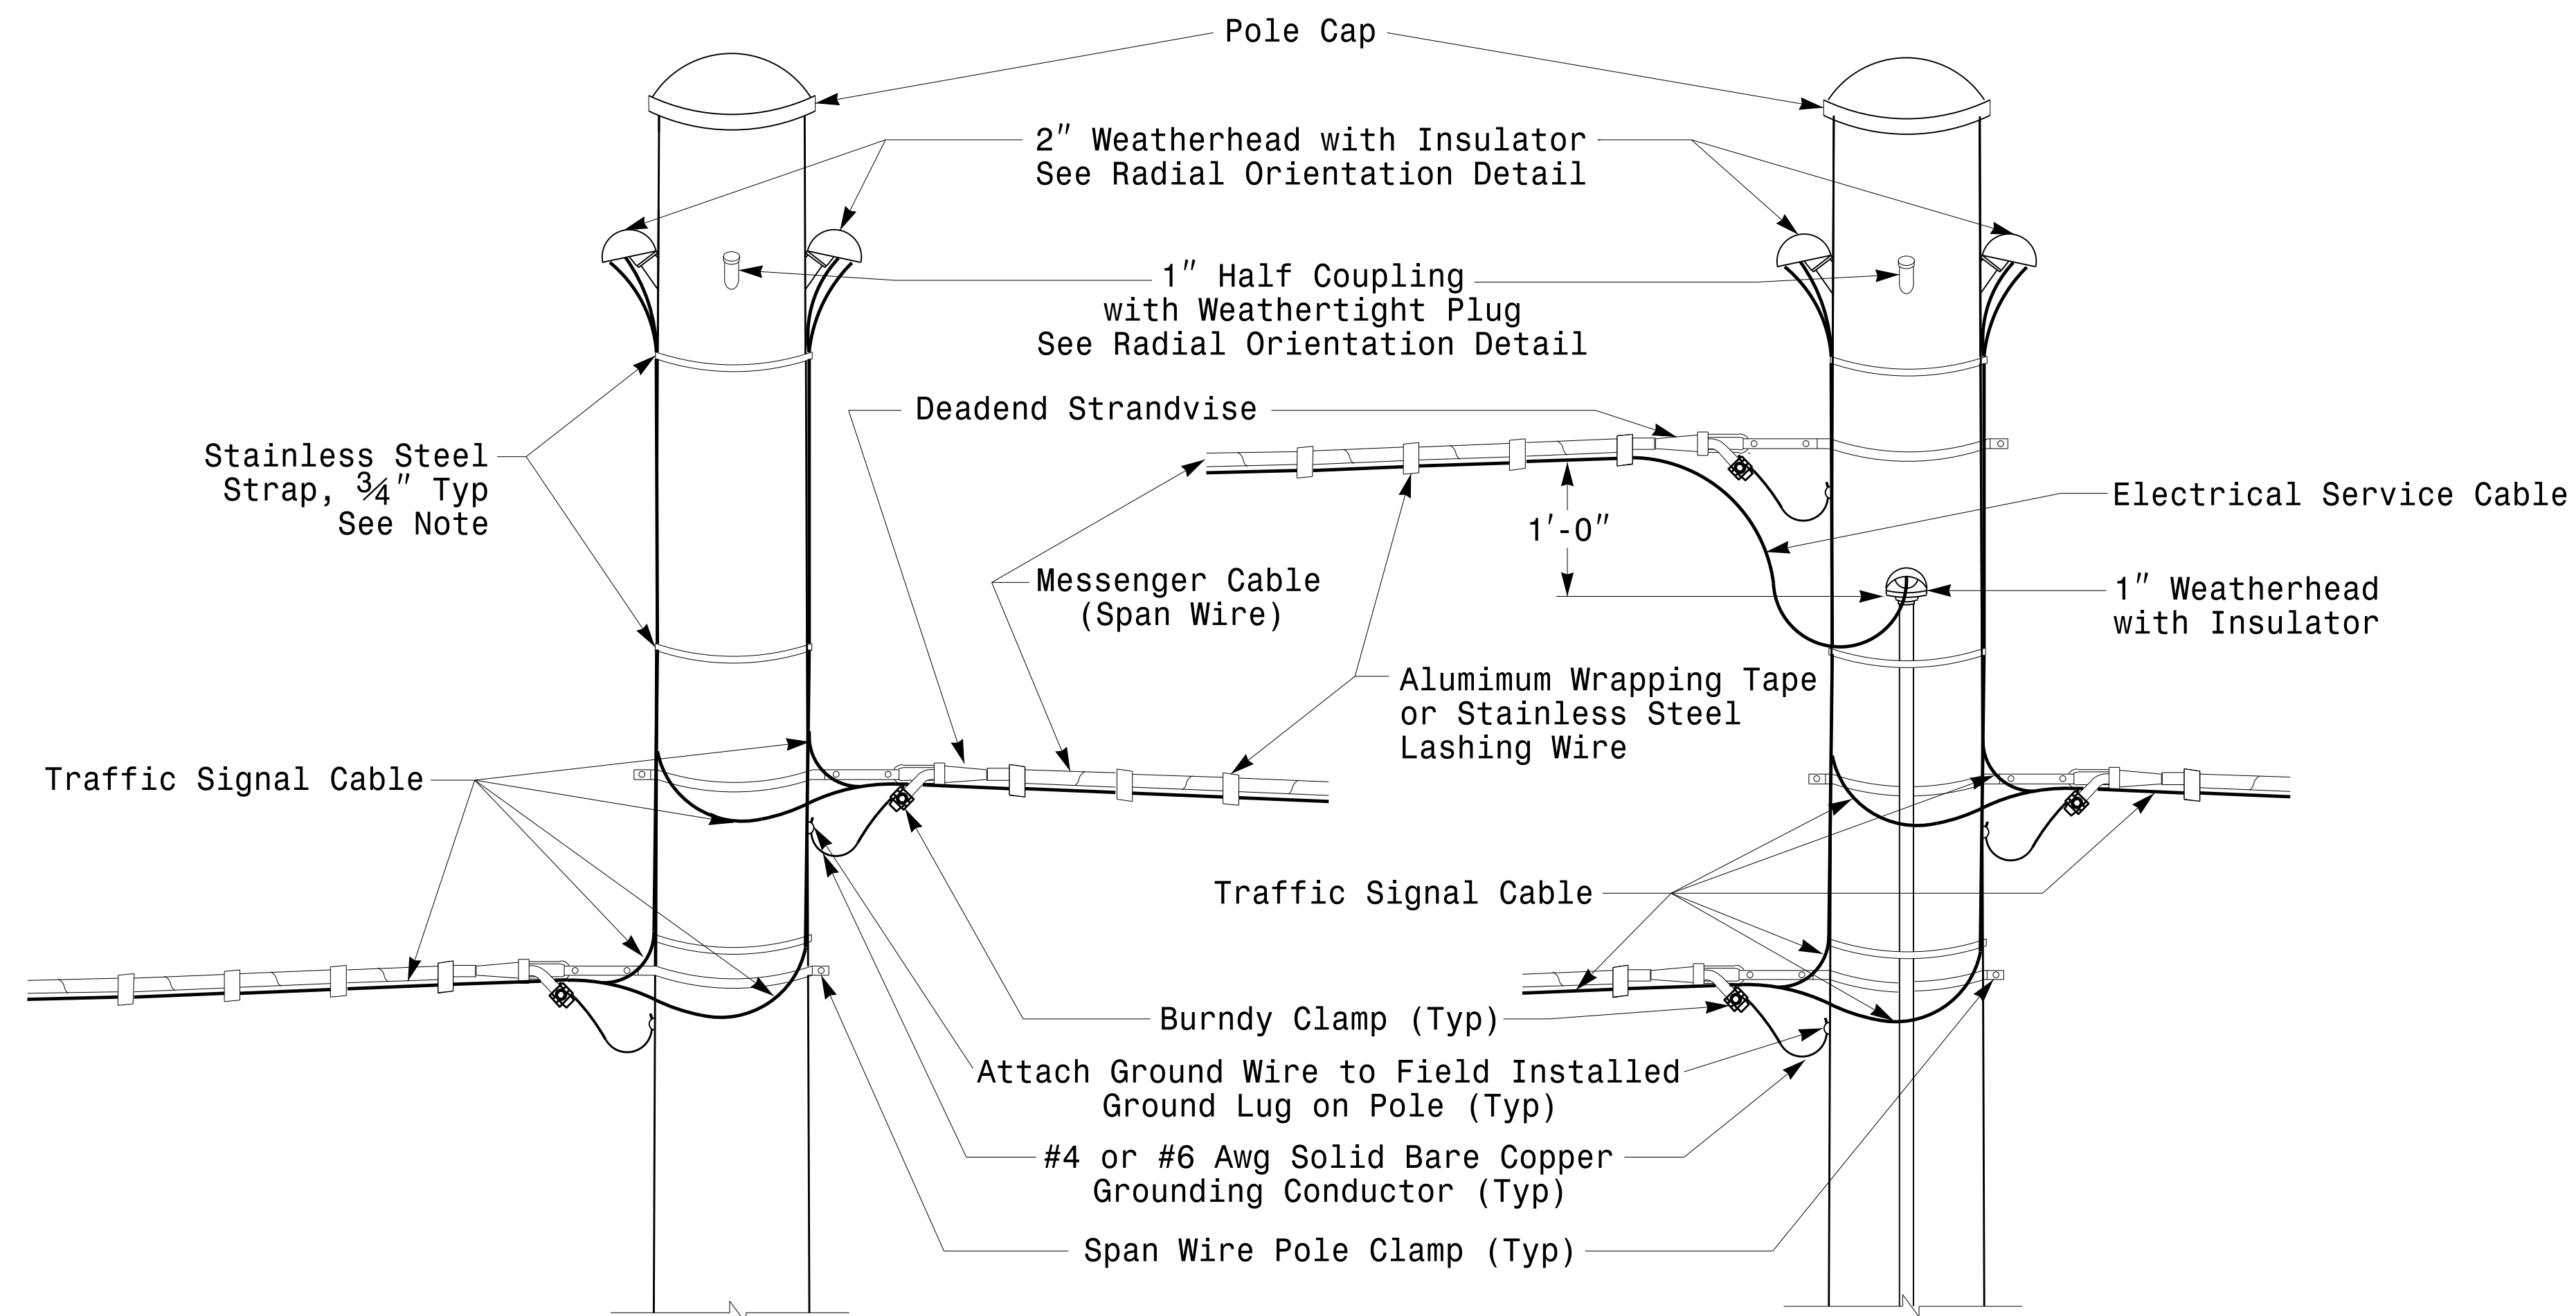 Pole Cap
2" Weatherhead with Insulator
See Radial Orientation Detail
1" Half Coupling
with Weathertight Plug
See Radial Orientation Detail
Deadend Strandvise
Stainless Steel
Strap, ¾" Typ
See Note
Electrical Service Cable
1'-0"
Messenger Cable
(Span Wire)
1" Weatherhead
with Insulator
Alumimum Wrapping Tape
or Stainless Steel
Lashing Wire
Traffic Signal Cable
Traffic Signal Cable
Burndy Clamp (Typ)
Attach Ground Wire to Field Installed
Ground Lug on Pole (Typ)
#4 or #6 Awg Solid Bare Copper
Grounding Conductor (Typ)
Span Wire Pole Clamp (Typ)